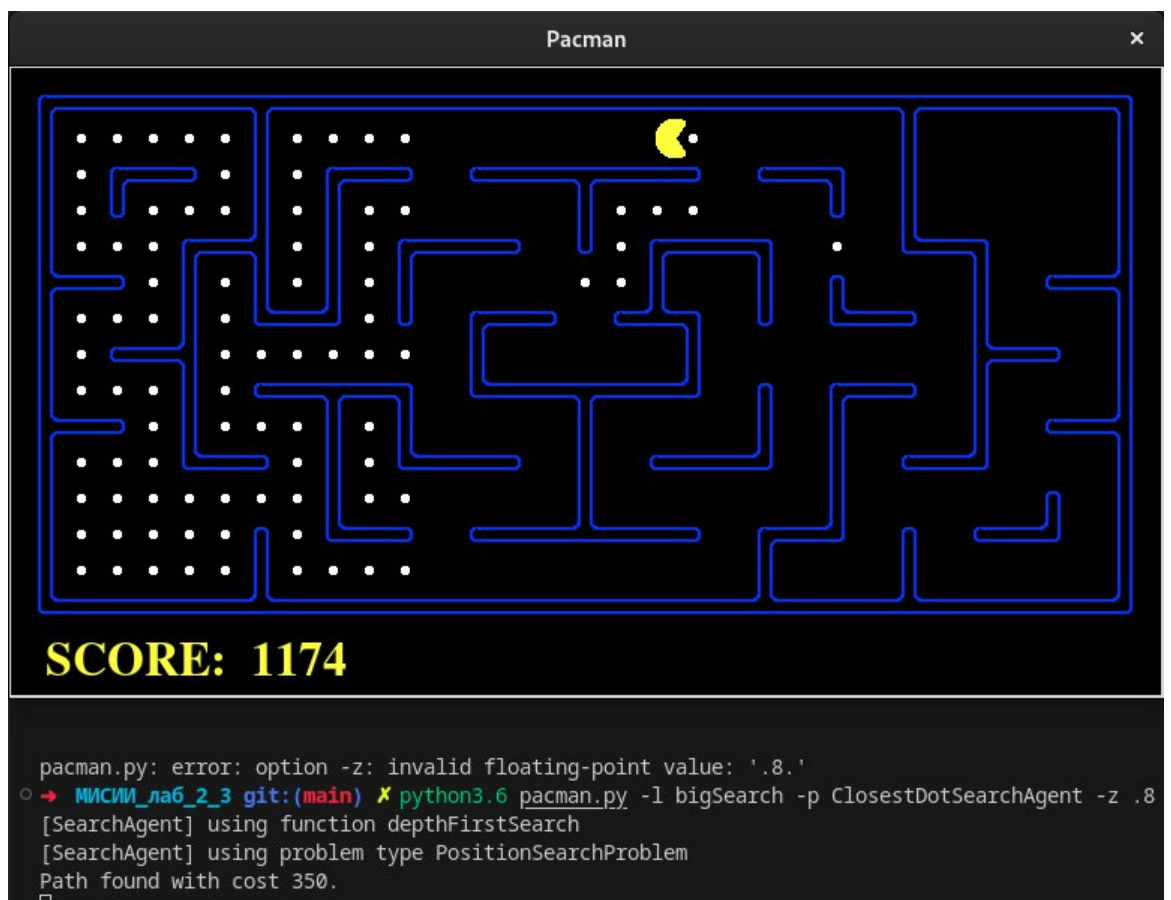 Pacman ×
SCORE: 1174
pacman.py: error: option -z: invalid floating-point value: '.8.'
➜ МИСИИ_лаб_2_3 git:(main) ✗ python3.6 pacman.py -l bigSearch -p ClosestDotSearchAgent -z .8
[SearchAgent] using function depthFirstSearch
[SearchAgent] using problem type PositionSearchProblem
Path found with cost 350.